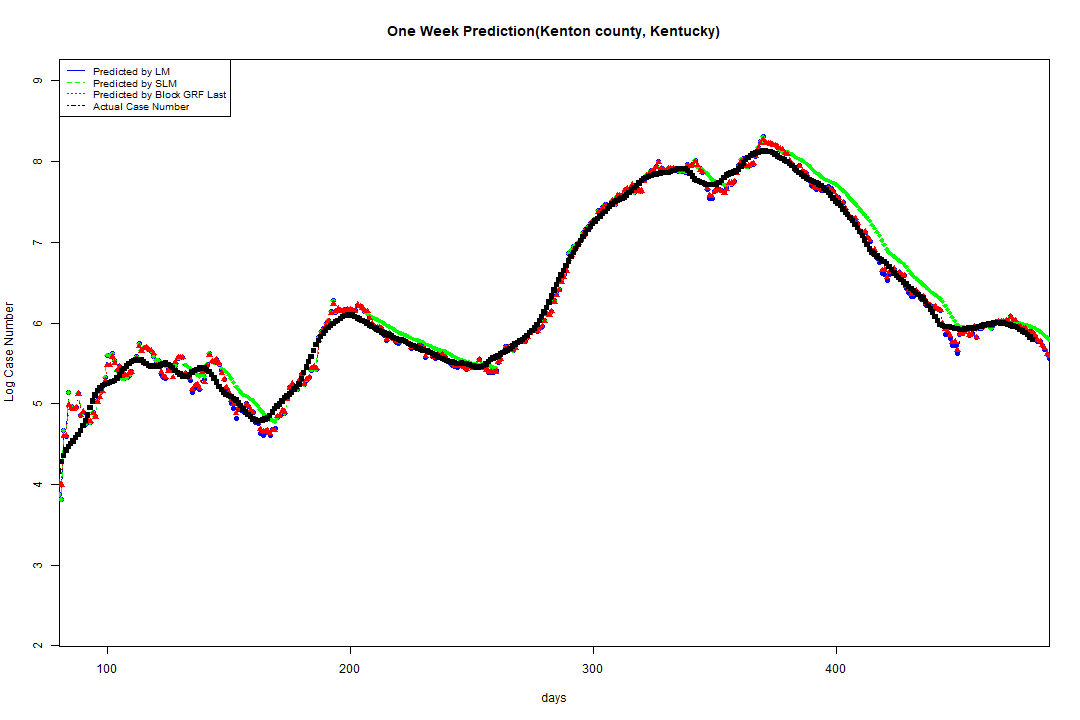 One Week Prediction(Kenton county, Kentucky)
Predicted by LM
Predicted by SLM
Predicted by Block GRF Last
Actual Case Number
9
8
7
6
5
4
3
2
Log Case Number
100 200 300 400
days